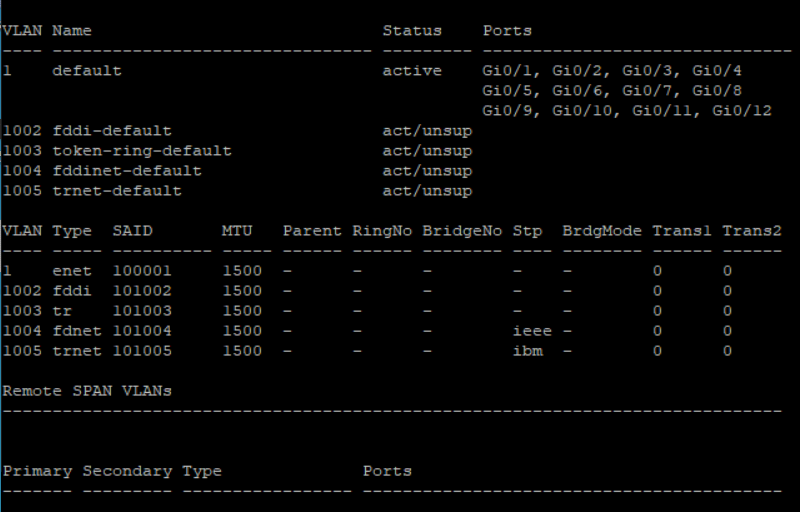 VLAN Name                             Status    Ports
---- -------------------------------- --------- -------------------------------
1    default                          active    Gi0/1, Gi0/2, Gi0/3, Gi0/4
                                                Gi0/5, Gi0/6, Gi0/7, Gi0/8
                                                Gi0/9, Gi0/10, Gi0/11, Gi0/12
1002 fddi-default                     act/unsup
1003 token-ring-default               act/unsup
1004 fddinet-default                  act/unsup
1005 trnet-default                    act/unsup
VLAN Type  SAID       MTU   Parent RingNo BridgeNo Stp  BrdgMode Trans1 Trans2
---- ----- ---------- ----- ------ ------ -------- ---- -------- ------ ------
1    enet  100001     1500  -      -      -        -    -        0      0
1002 fddi  101002     1500  -      -      -        -    -        0      0
1003 tr    101003     1500  -      -      -        -    -        0      0
1004 fdnet 101004     1500  -      -      -        ieee -        0      0
1005 trnet 101005     1500  -      -      -        ibm  -        0      0
Remote SPAN VLANs
------------------------------------------------------------------------------
Primary Secondary Type              Ports
------- --------- ----------------- ------------------------------------------